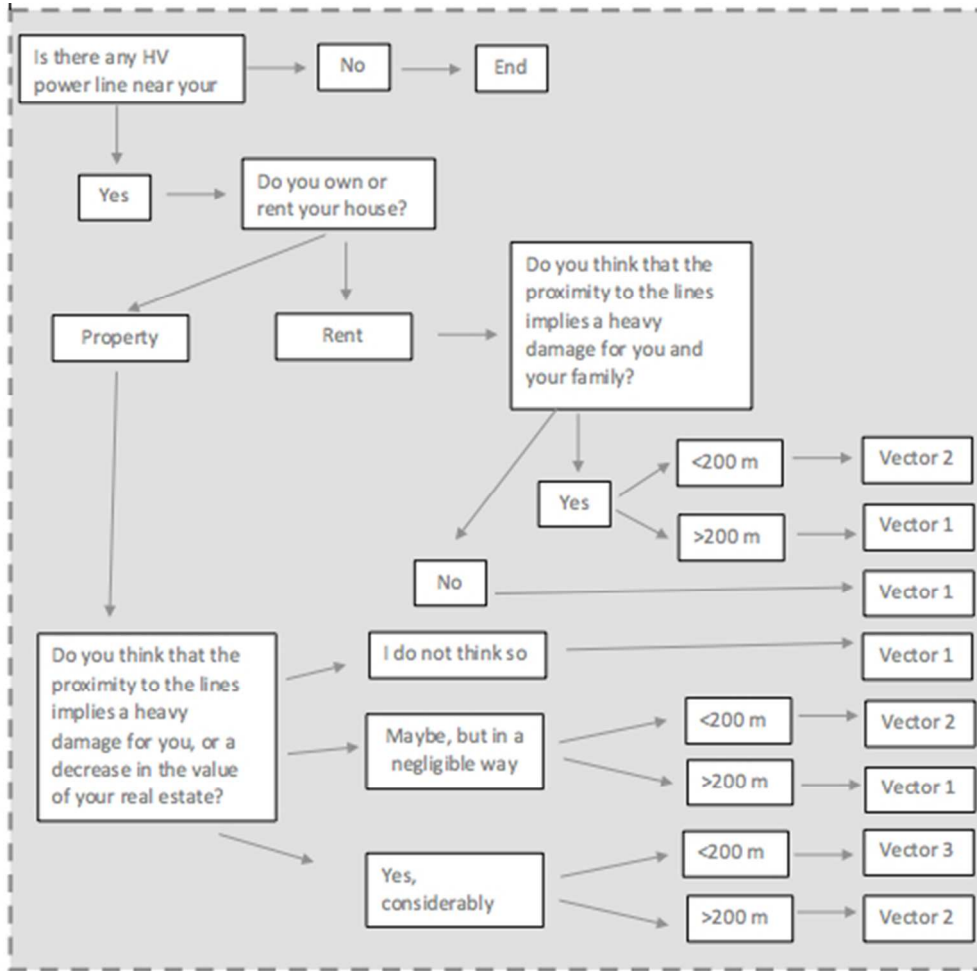 Is there any HV
power line near your
No
End
Yes
Do you own or
rent your house?
Property
Rent
Do you think that the
proximity to the lines
implies a heavy
damage for you and
your family?
Yes
<200 m
Vector 2
>200 m
Vector 1
No
Vector 1
Do you think that the
proximity to the lines
implies a heavy
damage for you, or a
decrease in the value
of your real estate?
I do not think so
Vector 1
Maybe, but in a
negligible way
<200 m
Vector 2
>200 m
Vector 1
Yes,
considerably
<200 m
Vector 3
>200 m
Vector 2